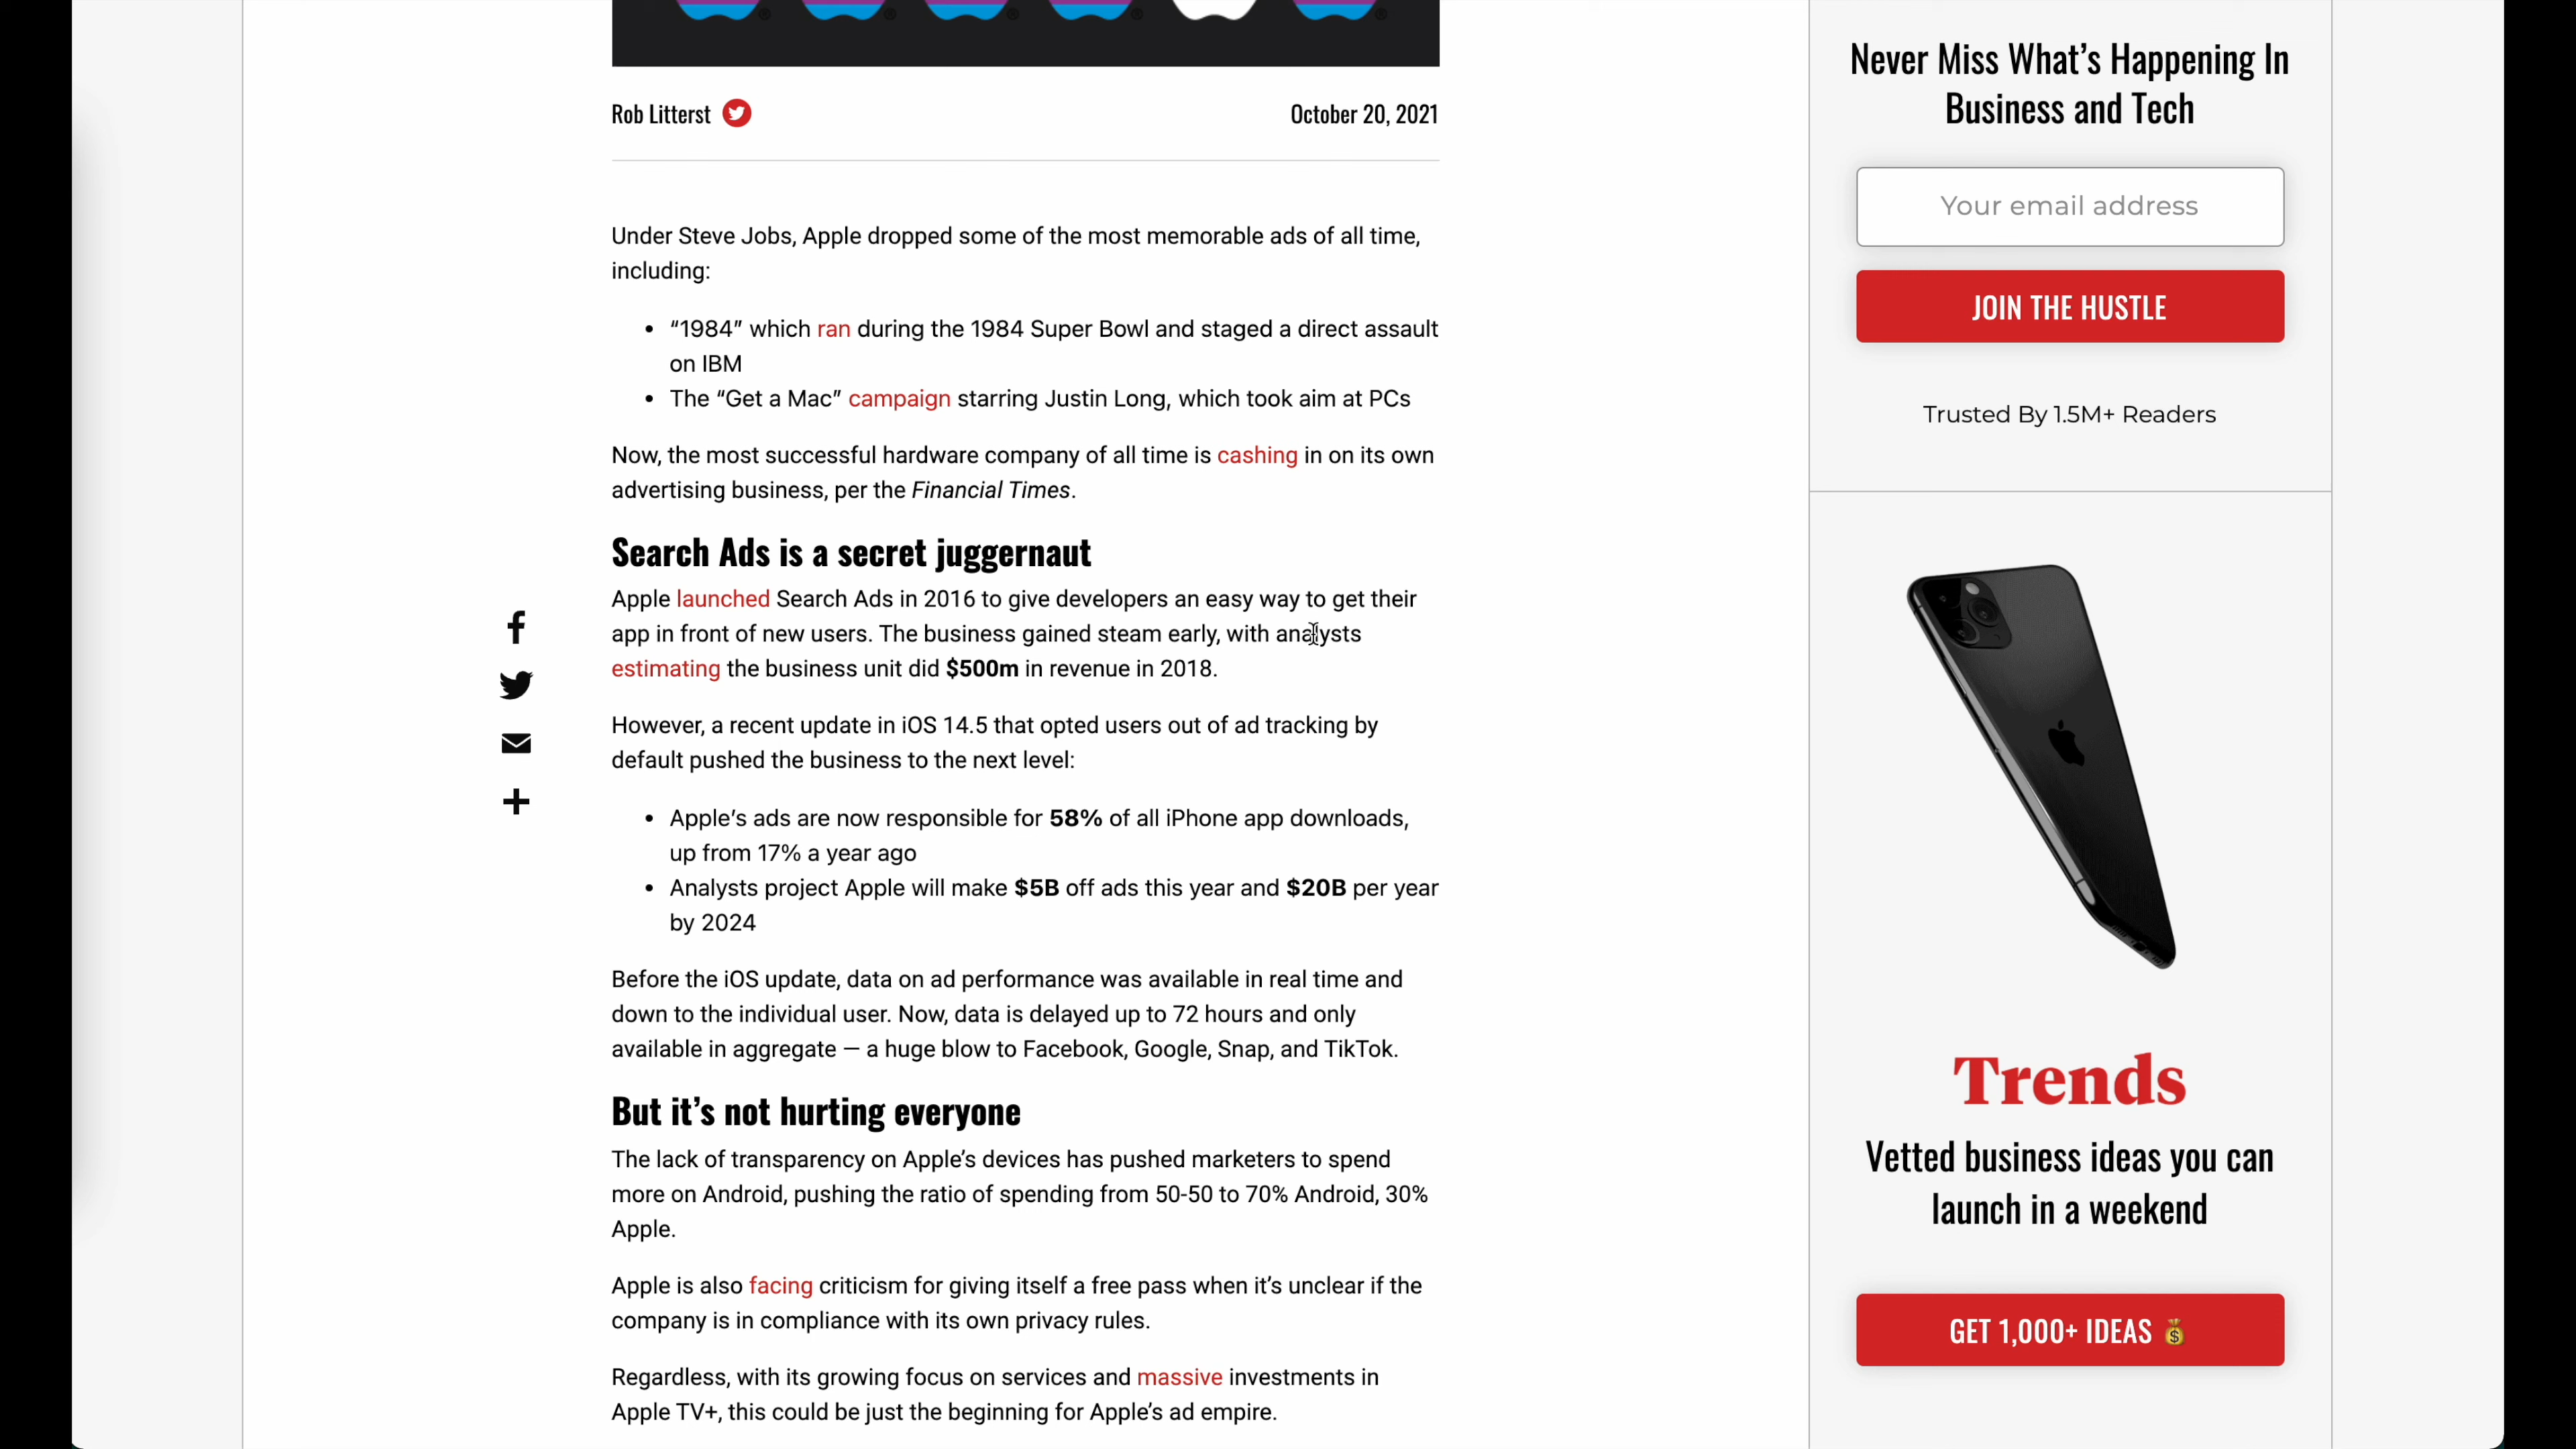 Rob Litterst
October 20, 2021
Under Steve Jobs, Apple dropped some of the most memorable ads of all time,
including:
• “1984” which ran during the 1984 Super Bowl and staged a direct assault
on IBM
• The “Get a Mac” campaign starring Justin Long, which took aim at PCs
Now, the most successful hardware company of all time is cashing in on its own
advertising business, per the Financial Times.
Search Ads is a secret juggernaut
Apple launched Search Ads in 2016 to give developers an easy way to get their
app in front of new users. The business gained steam early, with analysts
estimating the business unit did $500m in revenue in 2018.
However, a recent update in iOS 14.5 that opted users out of ad tracking by
default pushed the business to the next level:
• Apple’s ads are now responsible for 58% of all iPhone app downloads,
up from 17% a year ago
• Analysts project Apple will make $5B off ads this year and $20B per year
by 2024
Before the iOS update, data on ad performance was available in real time and
down to the individual user. Now, data is delayed up to 72 hours and only
available in aggregate — a huge blow to Facebook, Google, Snap, and TikTok.
But it’s not hurting everyone
The lack of transparency on Apple’s devices has pushed marketers to spend
more on Android, pushing the ratio of spending from 50-50 to 70% Android, 30%
Apple.
Apple is also facing criticism for giving itself a free pass when it’s unclear if the
company is in compliance with its own privacy rules.
Regardless, with its growing focus on services and massive investments in
Apple TV+, this could be just the beginning for Apple’s ad empire.
Never Miss What’s Happening In
Business and Tech
Your email address
JOIN THE HUSTLE
Trusted By 1.5M+ Readers
Trends
Vetted business ideas you can
launch in a weekend
GET 1,000+ IDEAS 💰